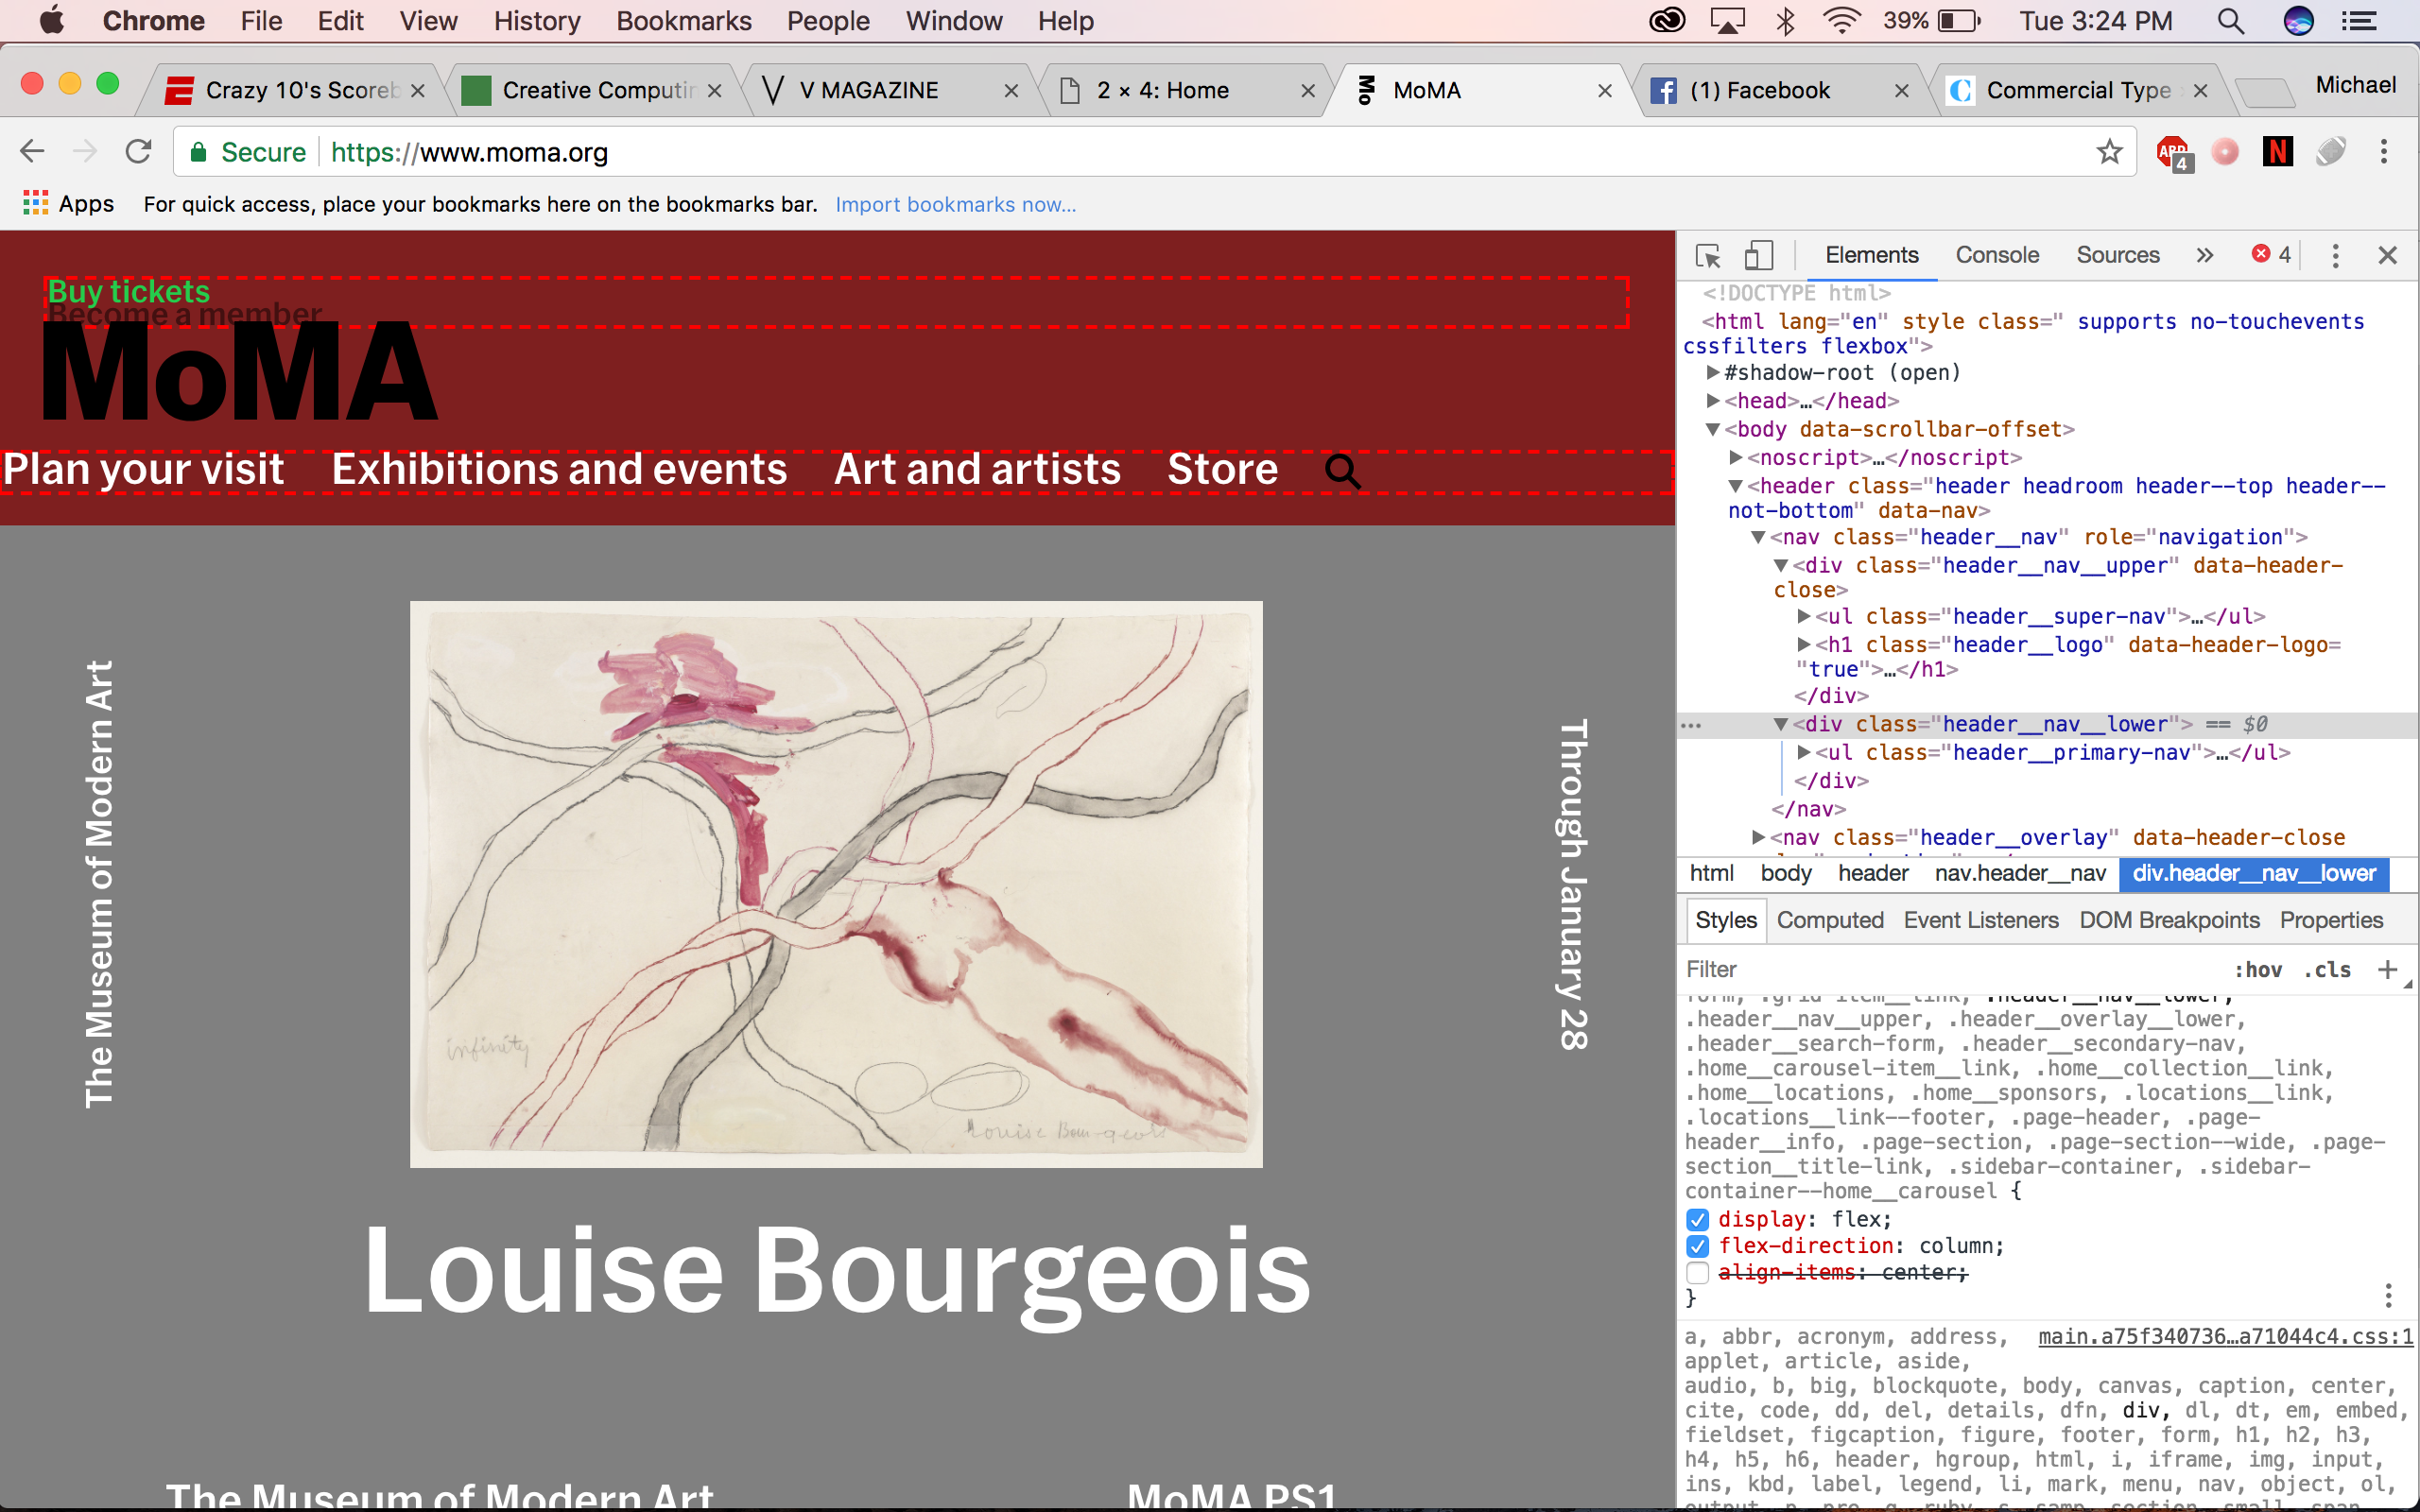 Chrome File Edit View History Bookmarks People Window Help 39% Tue 3:24 PM
Crazy 10's Scoreb V MAGAZINE 2 × 4: Home MoMA (1) Facebook Commercial Type Michael
Creative Computin
Secure https://www.moma.org
ABP 4 N
Apps For quick access, place your bookmarks here on the bookmarks bar. Import bookmarks now...
Buy tickets
Become a member
MoMA
Plan your visit Exhibitions and events Art and artists Store
The Museum of Modern Art
infinity
Louise Bourgeois
Through January 28
Louise Bourgeois
The Museum of Modern Art MoMA PS1
Elements Console Sources » 4
<!DOCTYPE html>
<html lang="en" style class=" supports no-touchevents
cssfilters flexbox">
#shadow-root (open)
<head>…</head>
<body data-scrollbar-offset>
<noscript>…</noscript>
<header class="header headroom header--top header--
not-bottom" data-nav>
<nav class="header__nav" role="navigation">
<div class="header__nav__upper" data-header-
close>
<ul class="header__super-nav">…</ul>
<h1 class="header__logo" data-header-logo=
"true">…</h1>
</div>
<div class="header__nav__lower"> == $0
<ul class="header__primary-nav">…</ul>
</div>
</nav>
<nav class="header__overlay" data-header-close
html body header nav.header__nav div.header__nav__lower
Styles Computed Event Listeners DOM Breakpoints Properties
Filter :hov .cls +
form, .grid-item__link, .header__nav__lower,
.header__nav__upper, .header__overlay__lower,
.header__search-form, .header__secondary-nav,
.home__carousel-item__link, .home__collection__link,
.home__locations, .home__sponsors, .locations__link,
.locations__link--footer, .page-header, .page-
header__info, .page-section, .page-section--wide, .page-
section__title-link, .sidebar-container, .sidebar-
container--home__carousel {
display: flex;
flex-direction: column;
align-items: center;
}
a, abbr, acronym, address, main.a75f340736…a71044c4.css:1
applet, article, aside,
audio, b, big, blockquote, body, canvas, caption, center,
cite, code, dd, del, details, dfn, div, dl, dt, em, embed,
fieldset, figcaption, figure, footer, form, h1, h2, h3,
h4, h5, h6, header, hgroup, html, i, iframe, img, input,
ins, kbd, label, legend, li, mark, menu, nav, object, ol,